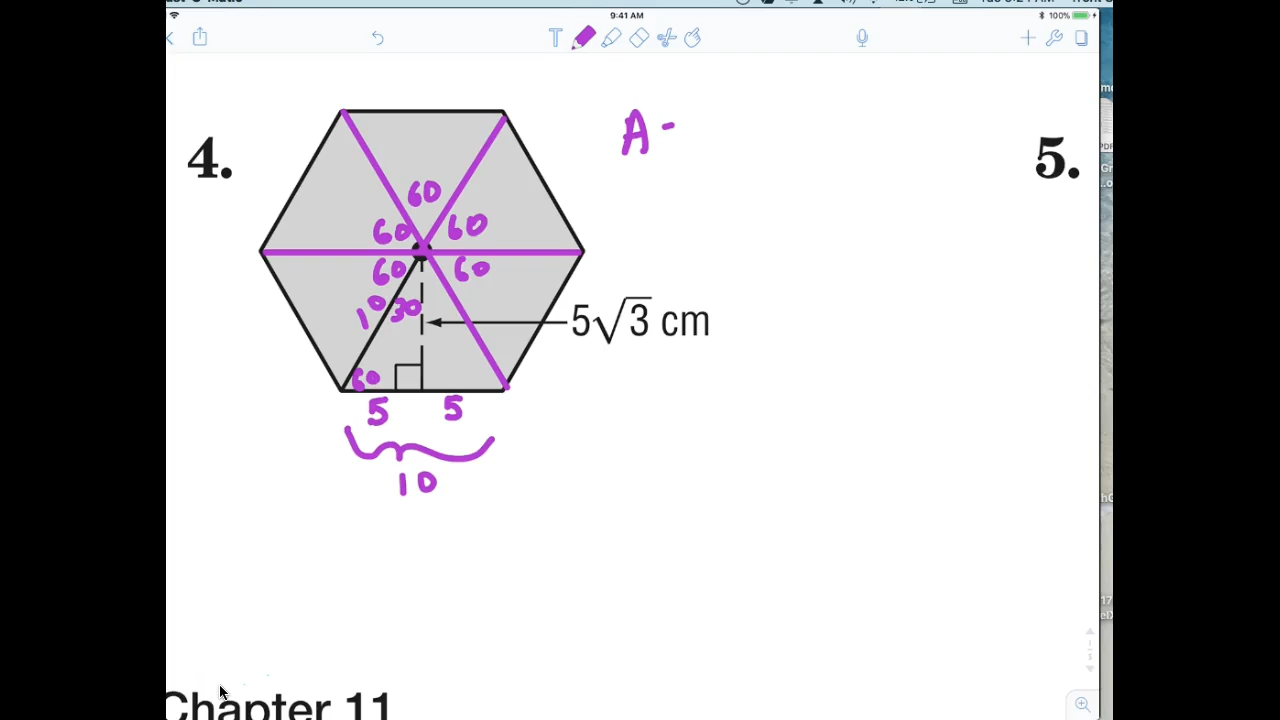 9:41 AM
100%
T
4.
A -
5.
60
60 60
60 60
10 30
5√3 cm
60
5 5
10
Chapter 11